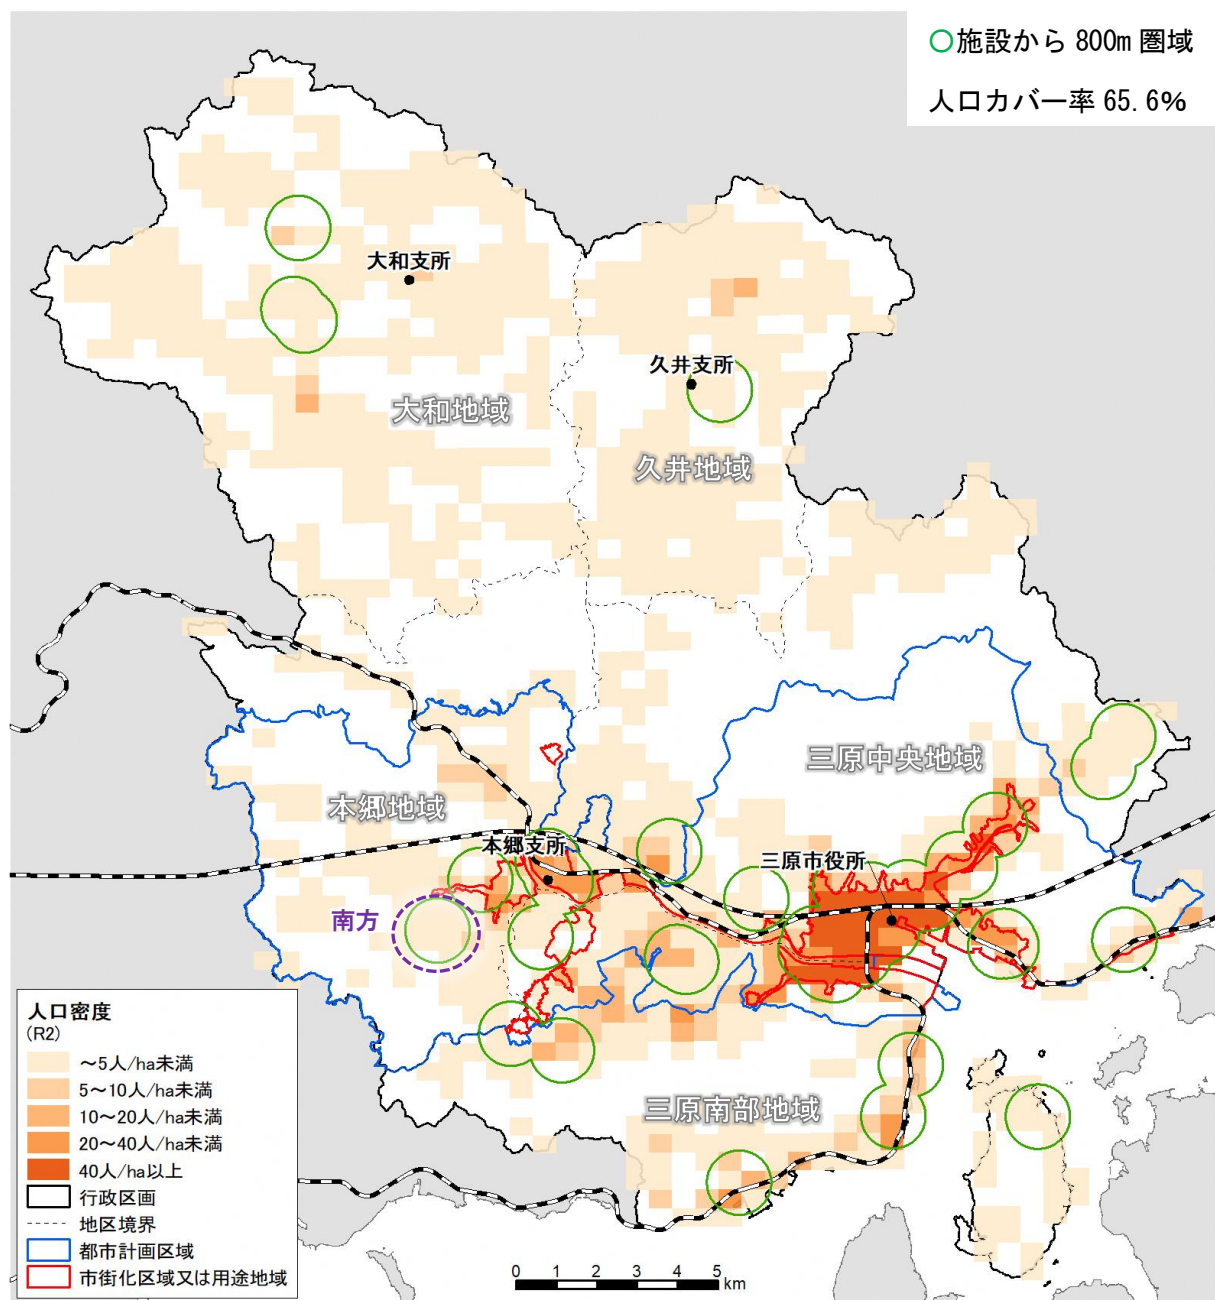 ○施設から 800m 圏域
人口カバー率 65.6%
大和支所
久井支所
大和地域
久井地域
三原中央地域
本郷地域
本郷支所
三原市役所
南方
三原南部地域
人口密度
(R2)
～5人/ha未満
5～10人/ha未満
10～20人/ha未満
20～40人/ha未満
40人/ha以上
行政区画
地区境界
都市計画区域
市街化区域又は用途地域
0 1 2 3 4 5
km